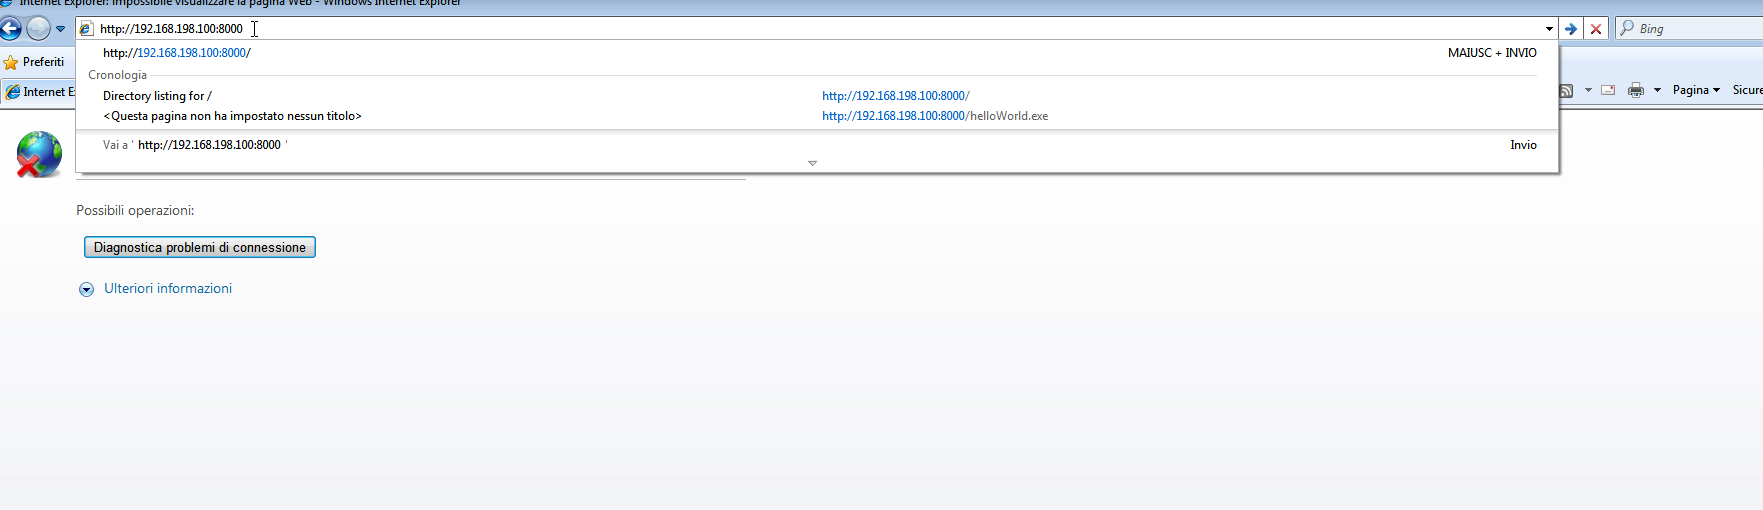 Internet Explorer: impossibile visualizzare la pagina Web - Windows Internet Explorer
http://192.168.198.100:8000
Bing
http://192.168.198.100:8000/ MAIUSC + INVIO
Preferiti
Cronologia
Internet E
Directory listing for / http://192.168.198.100:8000/
Pagina Sicure
<Questa pagina non ha impostato nessun titolo> http://192.168.198.100:8000/helloWorld.exe
Vai a ' http://192.168.198.100:8000 ' Invio
Possibili operazioni:
Diagnostica problemi di connessione
Ulteriori informazioni